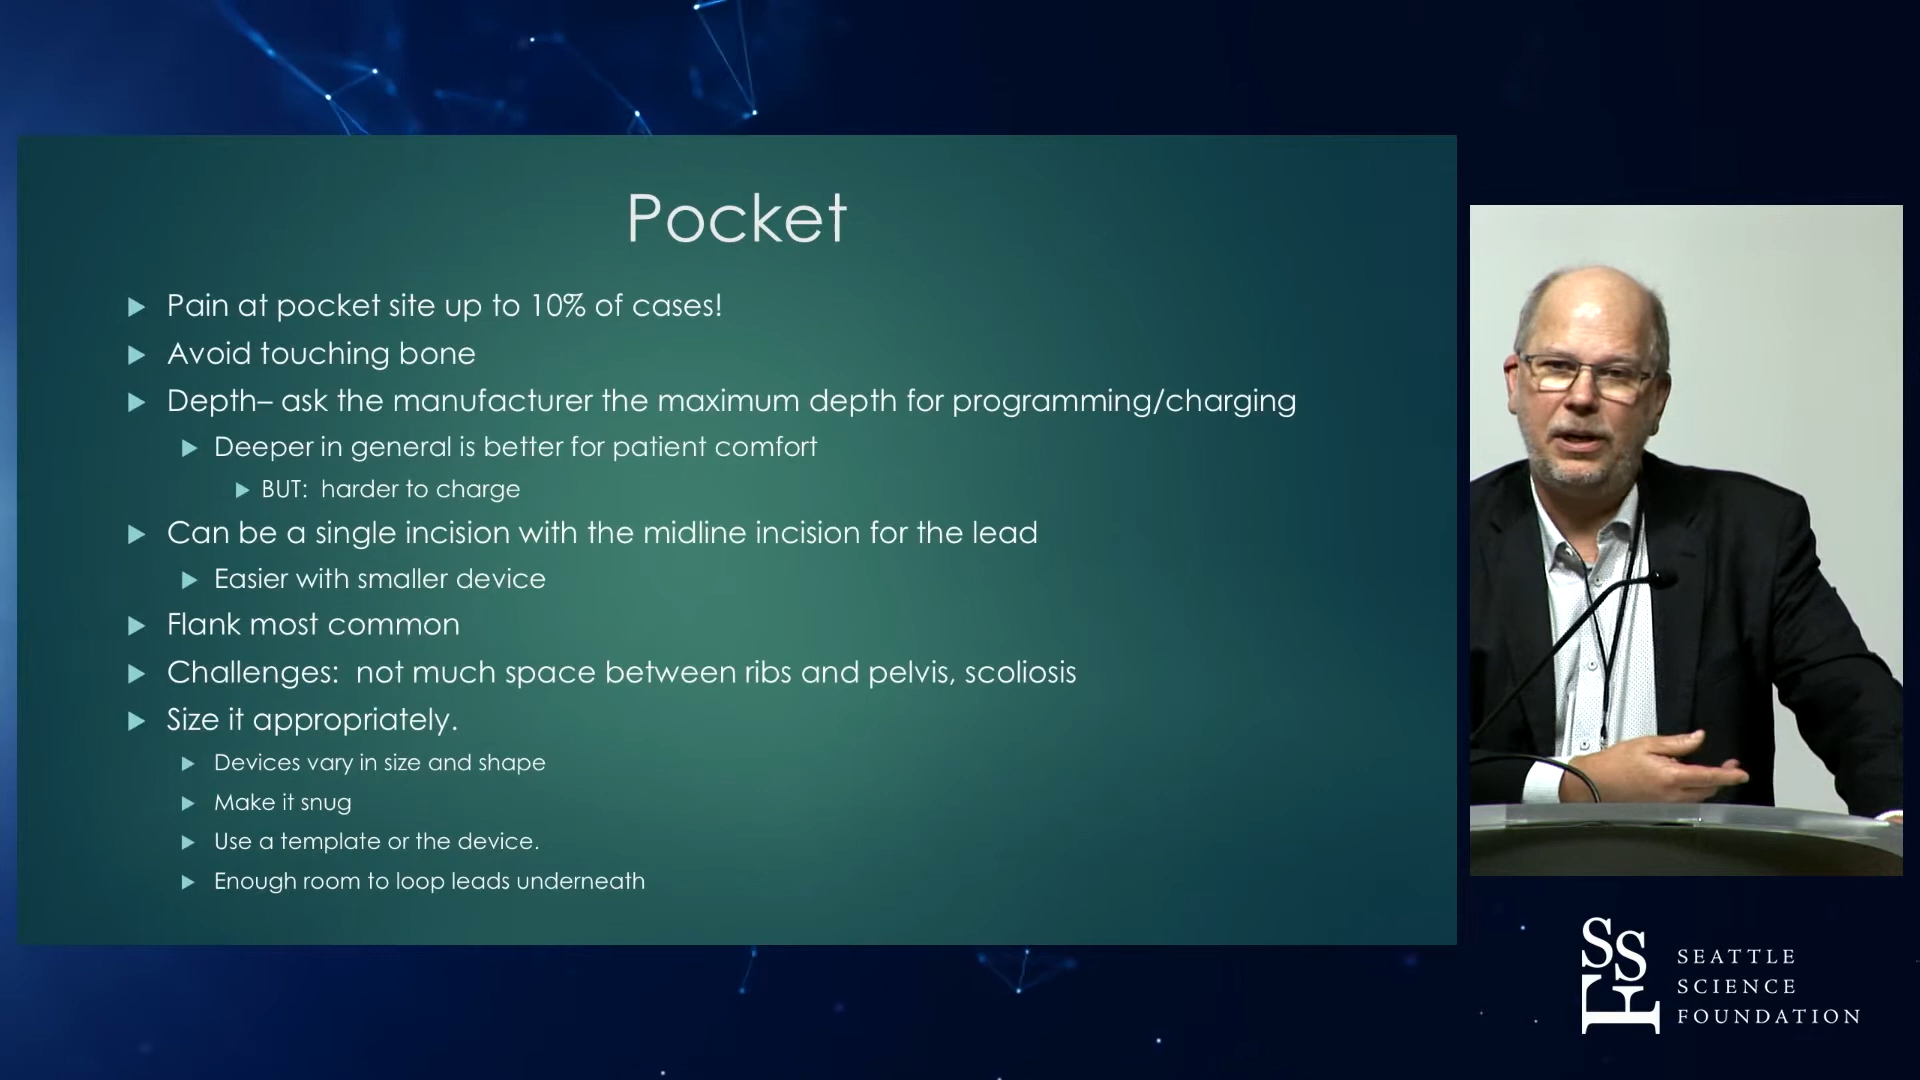 Pocket
Pain at pocket site up to 10% of cases!
Avoid touching bone
Depth– ask the manufacturer the maximum depth for programming/charging
Deeper in general is better for patient comfort
BUT:  harder to charge
Can be a single incision with the midline incision for the lead
Easier with smaller device
Flank most common
Challenges:  not much space between ribs and pelvis, scoliosis
Size it appropriately.
Devices vary in size and shape
Make it snug
Use a template or the device.
Enough room to loop leads underneath
SSF
SEATTLE
SCIENCE
FOUNDATION